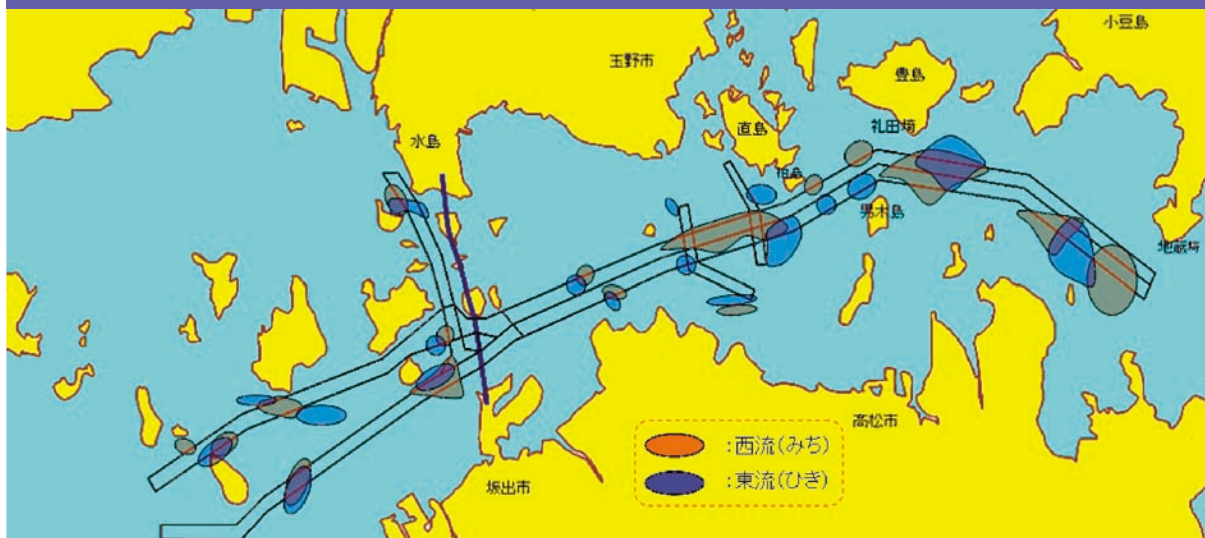 小豆島
玉野市
豊島
直島
礼田埼
水島
柏島
男木島
地蔵埼
高松市
:西流(みち)
:東流(ひき)
坂出市